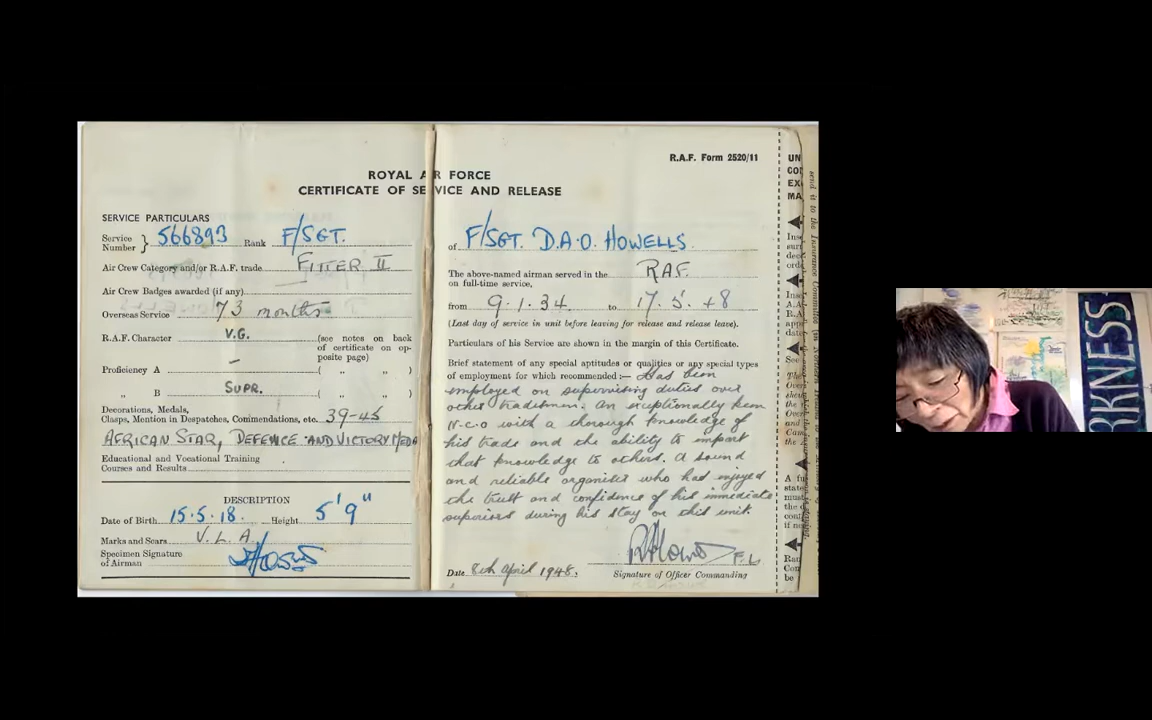 R.A.F. Form 2520/11
ROYAL AIR FORCE
CERTIFICATE OF SERVICE AND RELEASE
SERVICE PARTICULARS
Service Number } 566893 Rank F/SGT.
Air Crew Category and/or R.A.F. trade FITTER II
Air Crew Badges awarded (if any)
Overseas Service 73 months
R.A.F. Character V.G. (see notes on back
of certificate on op-
posite page)
Proficiency A — ( „ „ )
„ B SUPR. ( „ „ )
Decorations, Medals,
Clasps, Mention in Despatches, Commendations, etc. 39-45
AFRICAN STAR, DEFENCE AND VICTORY MEDA
Educational and Vocational Training
Courses and Results
DESCRIPTION
Date of Birth 15.5.18. Height 5' 9"
Marks and Scars V.L.A.
Specimen Signature
of Airman
of F/SGT. D.A.O. HOWELLS.
The above-named airman served in the RAF.
on full-time service,
from 9.1.34 to 17.5.48
(Last day of service in unit before leaving for release and release leave).
Particulars of his Service are shown in the margin of this Certificate.
Brief statement of any special aptitudes or qualities or any special types
of employment for which recommended :— Has been
employed on supervising duties over
other tradesmen. An exceptionally keen
N.C.O with a thorough knowledge of
his trade and the ability to impart
that knowledge to others. A sound
and reliable organiser who has enjoyed
the trust and confidence of his immediate
superiors during his stay on this unit.
F.L.
Date 8th April 1948. Signature of Officer Commanding
UN
CO
EX
MA
RKNESS